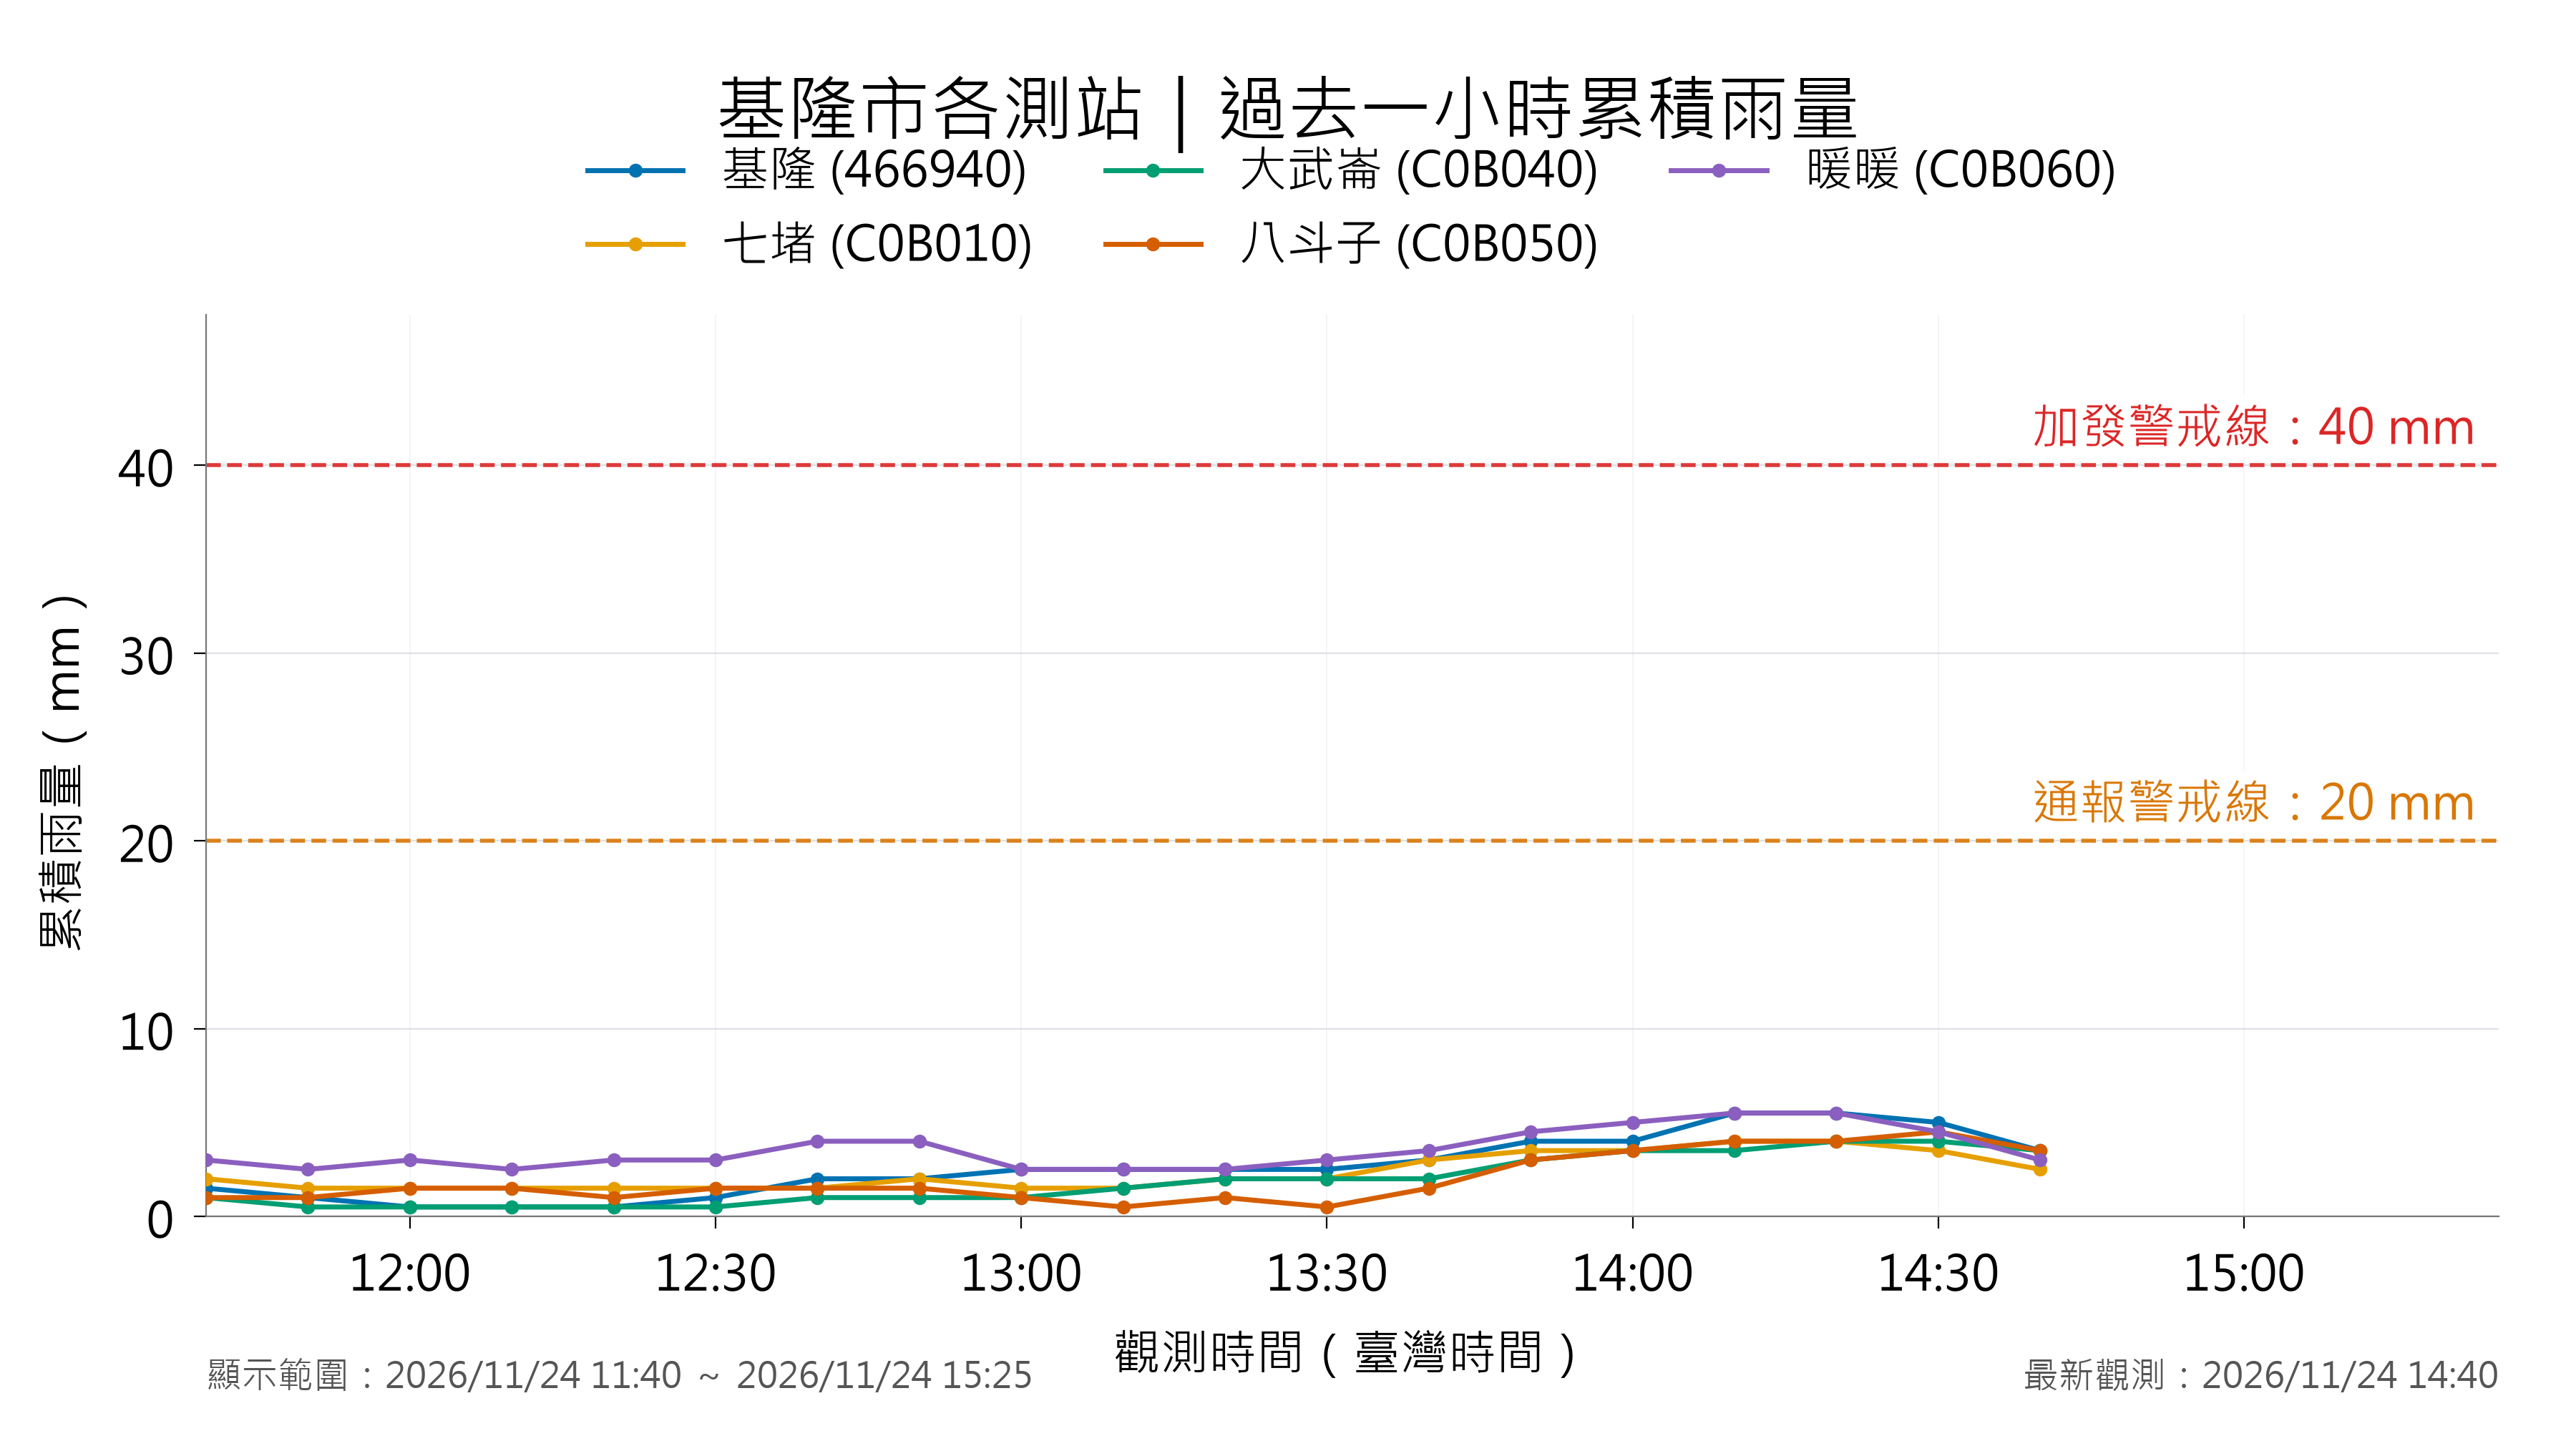 基隆市各測站｜過去一小時累積雨量
基隆 (466940)
大武崙 (C0B040)
暖暖 (C0B060)
七堵 (C0B010)
八斗子 (C0B050)
累積雨量（mm）
40
30
20
10
0
加發警戒線：40 mm
通報警戒線：20 mm
12:00
12:30
13:00
13:30
14:00
14:30
15:00
觀測時間（臺灣時間）
顯示範圍：2026/11/24 11:40 ~ 2026/11/24 15:25
最新觀測：2026/11/24 14:40